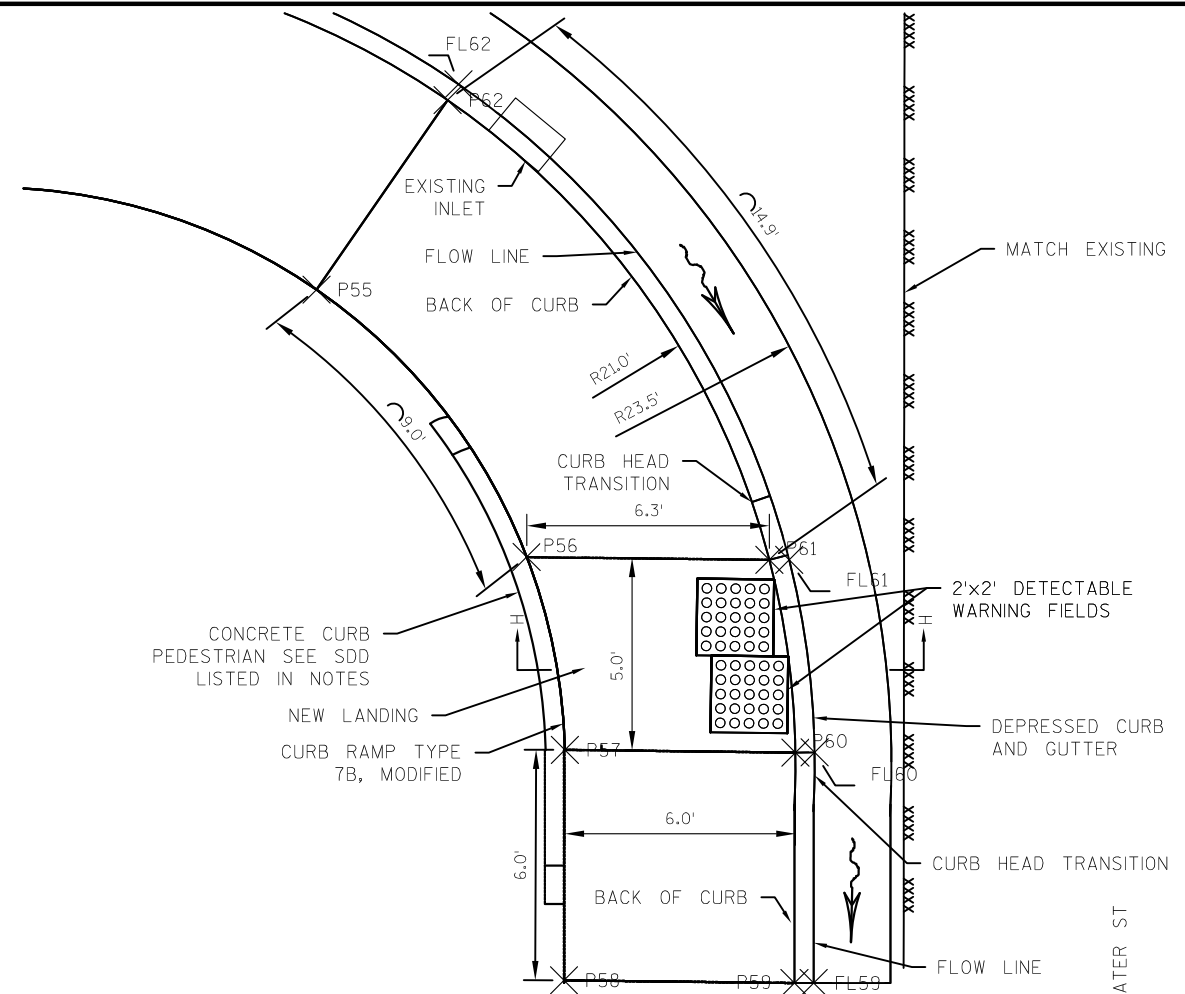 FL62
P62
EXISTING
INLET
14.9'
FLOW LINE
MATCH EXISTING
P55
BACK OF CURB
R21.0'
R23.5'
9.0'
CURB HEAD
TRANSITION
6.3'
P56
P61
FL61
2'x2' DETECTABLE
WARNING FIELDS
CONCRETE CURB
PEDESTRIAN SEE SDD
LISTED IN NOTES
H
H
5.0'
NEW LANDING
DEPRESSED CURB
AND GUTTER
CURB RAMP TYPE
7B, MODIFIED
P57
P60
FL60
6.0'
6.0'
CURB HEAD TRANSITION
BACK OF CURB
ATER ST
FLOW LINE
P58
P59
FL59